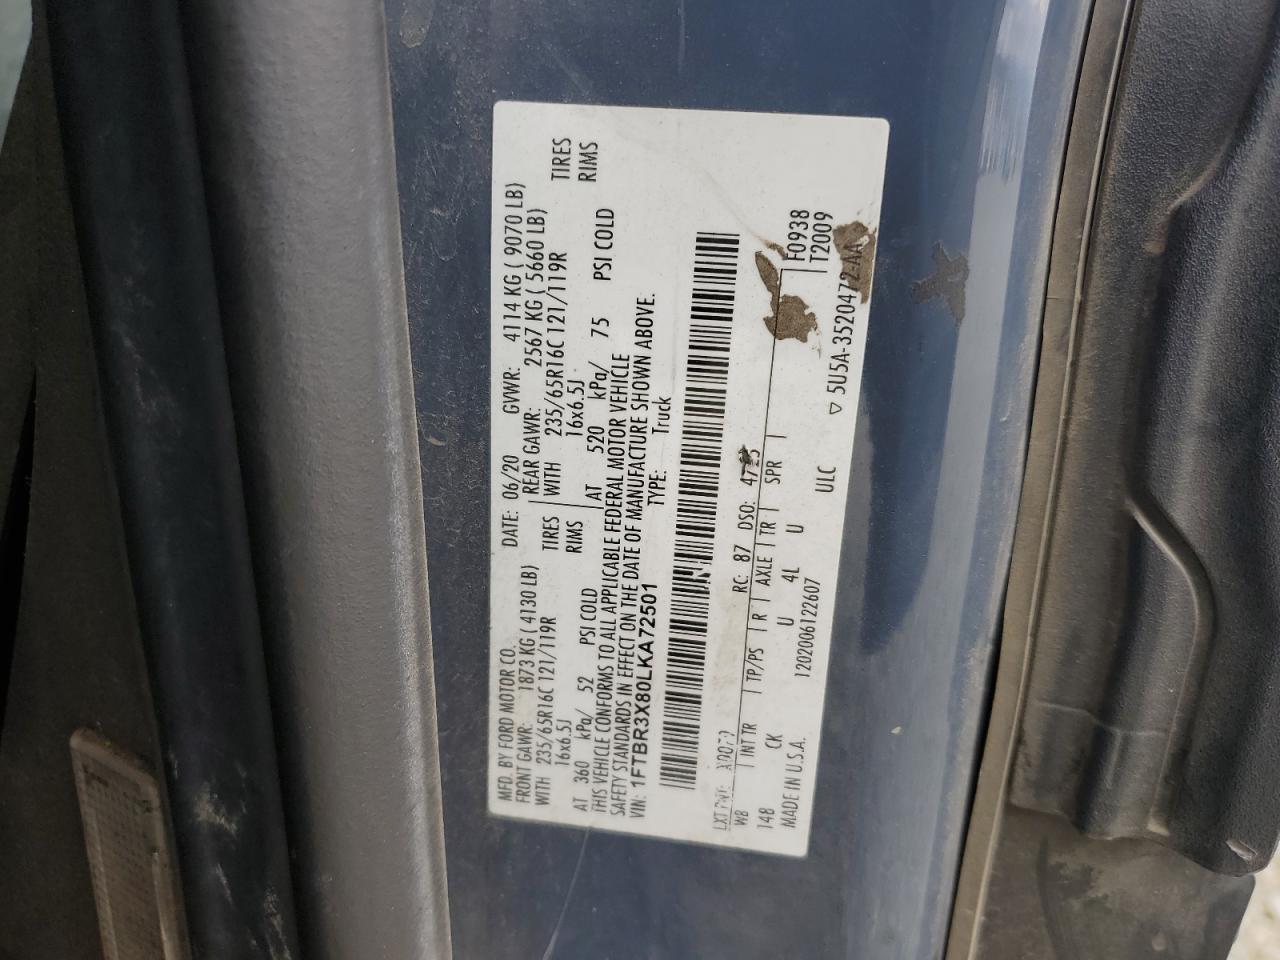 MFD. BY FORD MOTOR CO.
DATE: 06/20 GVWR: 4114 KG ( 9070 LB)
FRONT GAWR: 1873 KG ( 4130 LB)
REAR GAWR: 2567 KG ( 5660 LB)
WITH 235/65R16C 121/119R TIRES
WITH 235/65R16C 121/119R TIRES
16x6.5J RIMS
16x6.5J RIMS
AT 360 kPa/ 52 PSI COLD
AT 520 kPa/ 75 PSI COLD
THIS VEHICLE CONFORMS TO ALL APPLICABLE FEDERAL MOTOR VEHICLE
SAFETY STANDARDS IN EFFECT ON THE DATE OF MANUFACTURE SHOWN ABOVE.
VIN: 1FTBR3X80LKA72501
TYPE: Truck
EXT PNT: RC: 87 DSO:
WB INT TR TP/PS R AXLE TR SPR
148 CK U 4L U F0938
MADE IN U.S.A. 1202006122607 ULC T2009
▽ 5U5A-3520472-AA